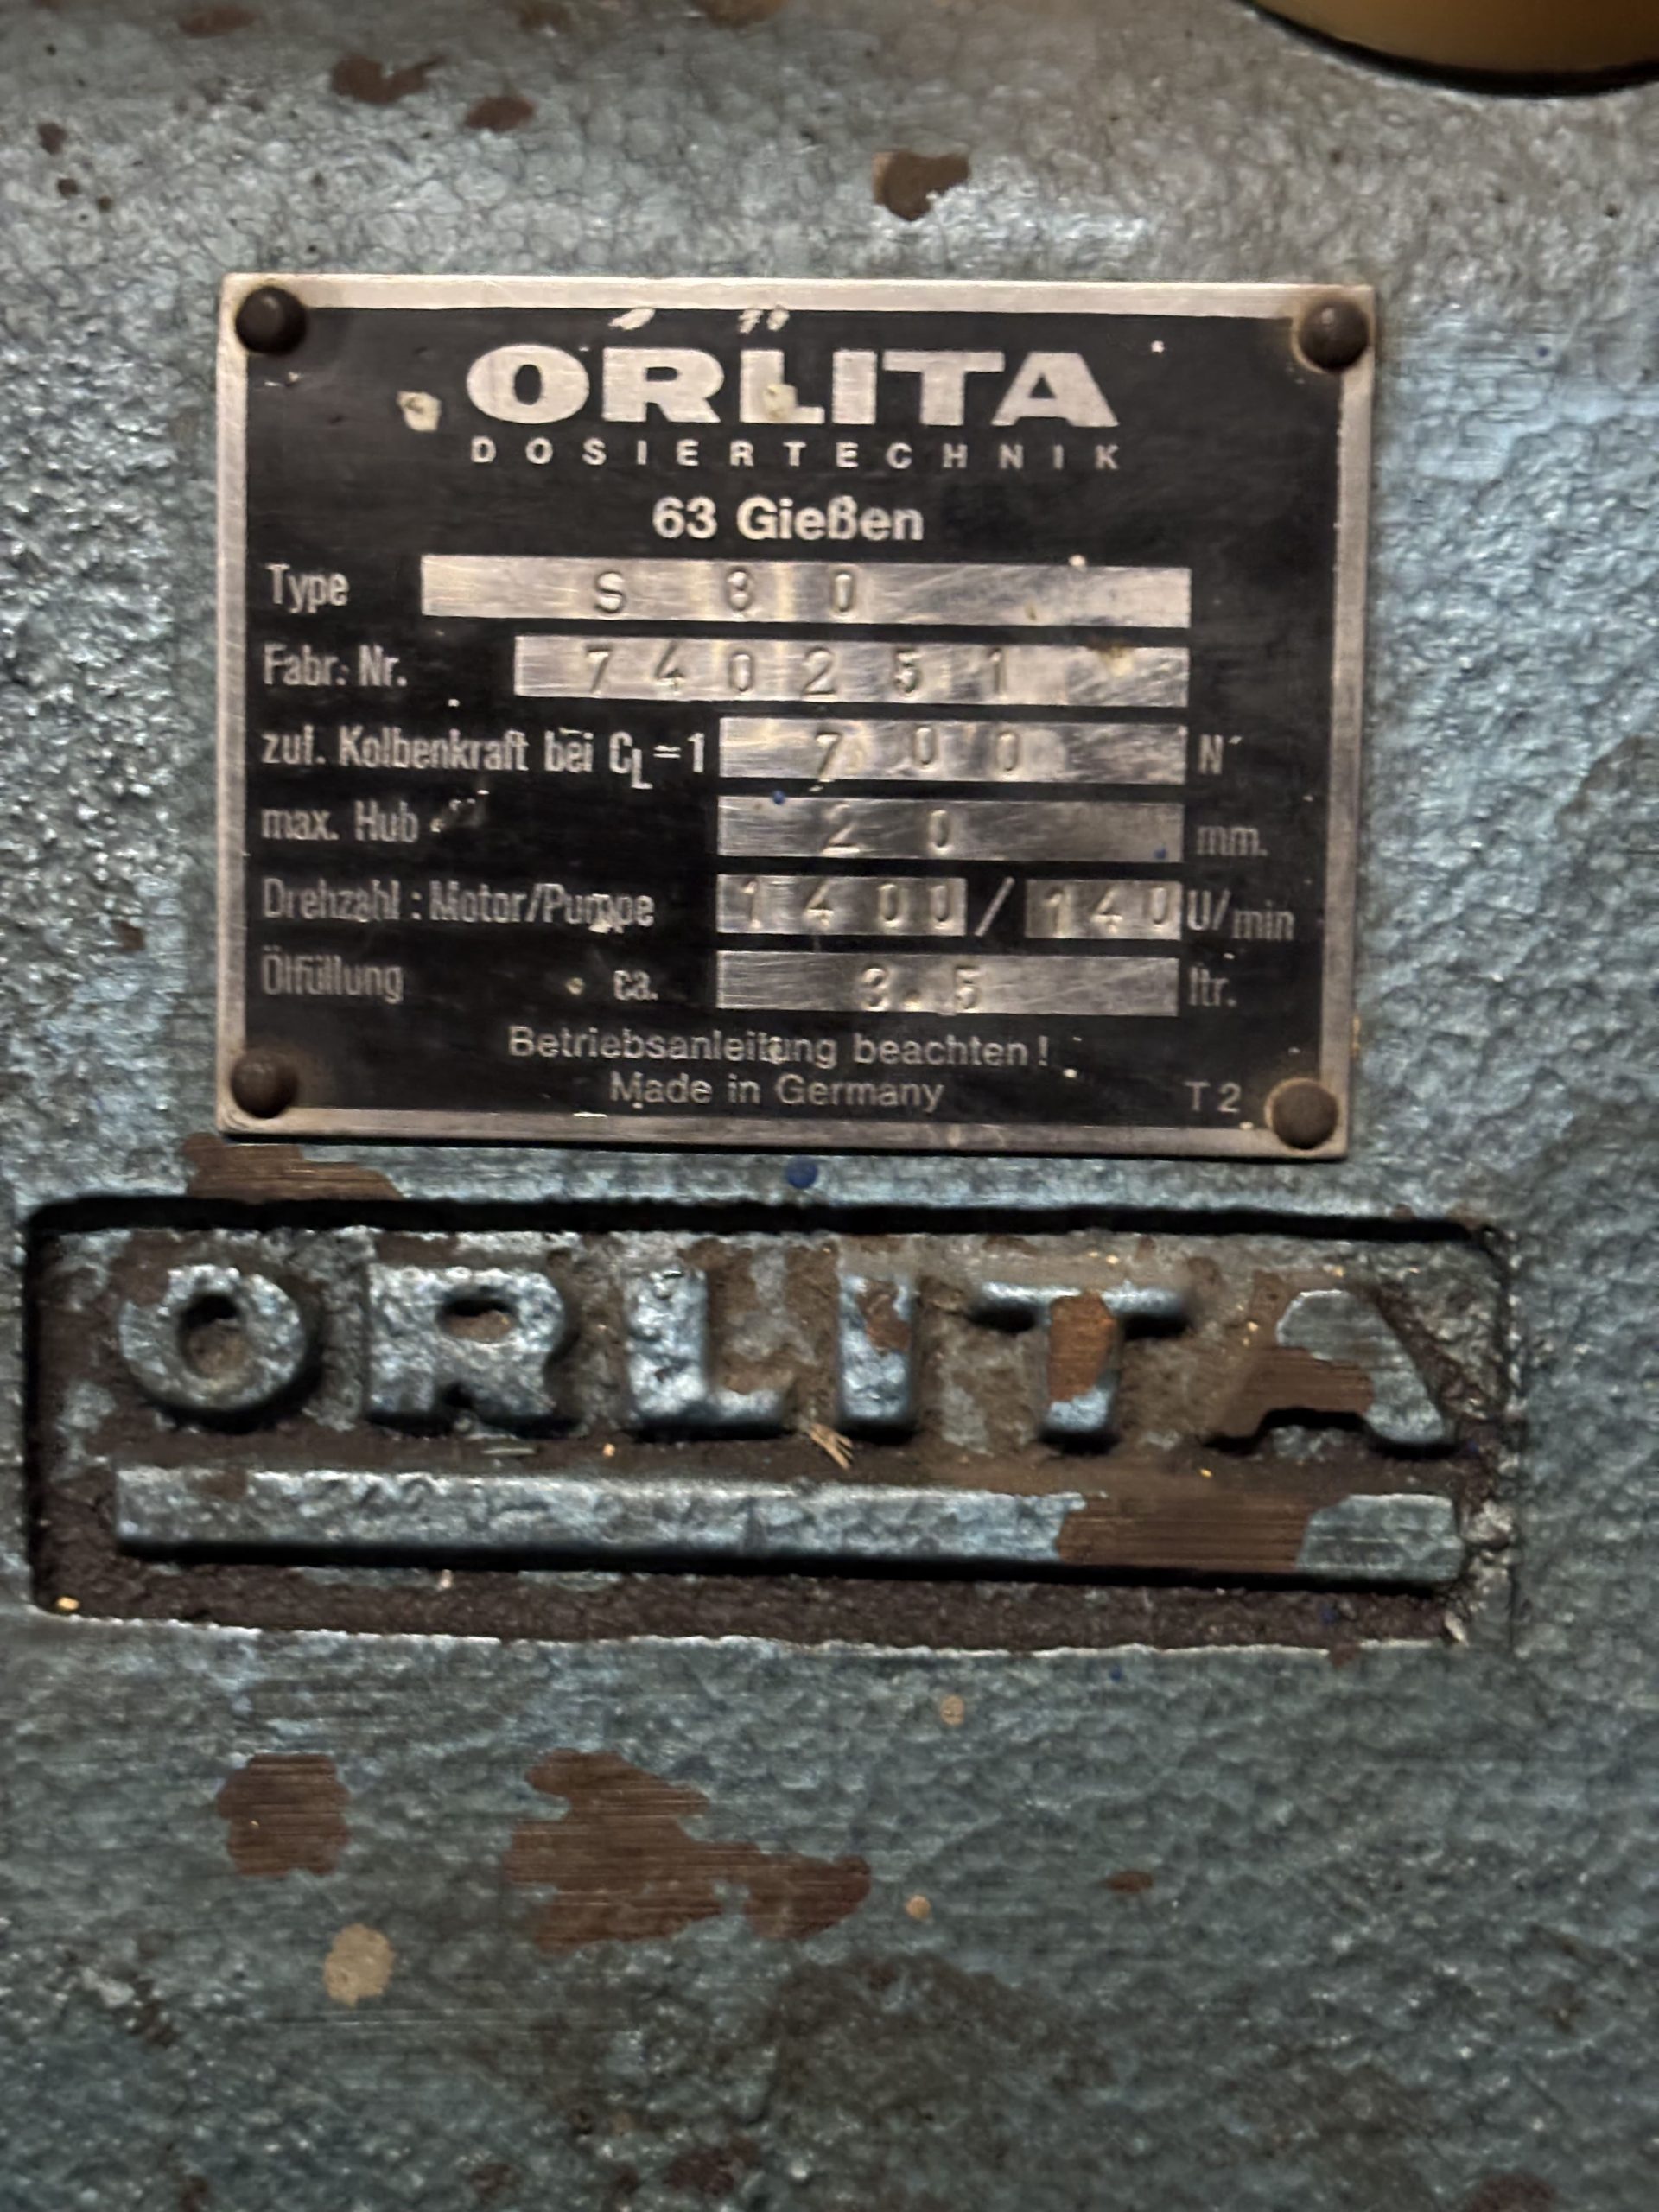 ORLITA
DOSIERTECHNIK
63 Gießen
Type S 80
Fabr. Nr. 740251
zul. Kolbenkraft bei CL = 1 700 N
max. Hub 20 mm.
Drehzahl : Motor/Pumpe 1400 / 140 U/min
Ölfüllung ca. 3.5 ltr.
Betriebsanleitung beachten!
Made in Germany T2
ORLITA